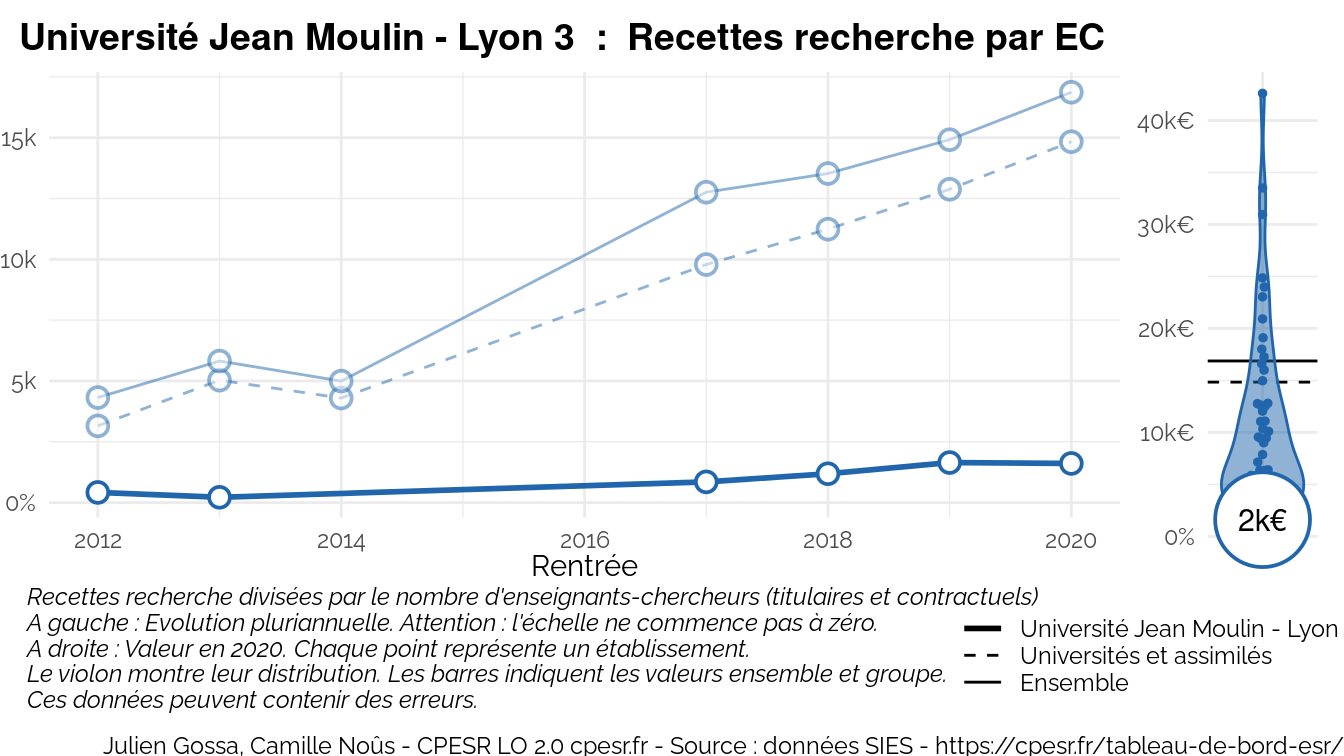 Université Jean Moulin - Lyon 3 : Recettes recherche par EC
15k
10k
5k
0%
2012
2014
2016
2018
2020
Rentrée
40k€
30k€
20k€
10k€
0%
2k€
Recettes recherche divisées par le nombre d'enseignants-chercheurs (titulaires et contractuels)
A gauche : Evolution pluriannuelle. Attention : l'échelle ne commence pas à zéro.
A droite : Valeur en 2020. Chaque point représente un établissement.
Le violon montre leur distribution. Les barres indiquent les valeurs ensemble et groupe.
Ces données peuvent contenir des erreurs.
Université Jean Moulin - Lyon
Universités et assimilés
Ensemble
Julien Gossa, Camille Noûs - CPESR LO 2.0 cpesr.fr - Source : données SIES - https://cpesr.fr/tableau-de-bord-esr/